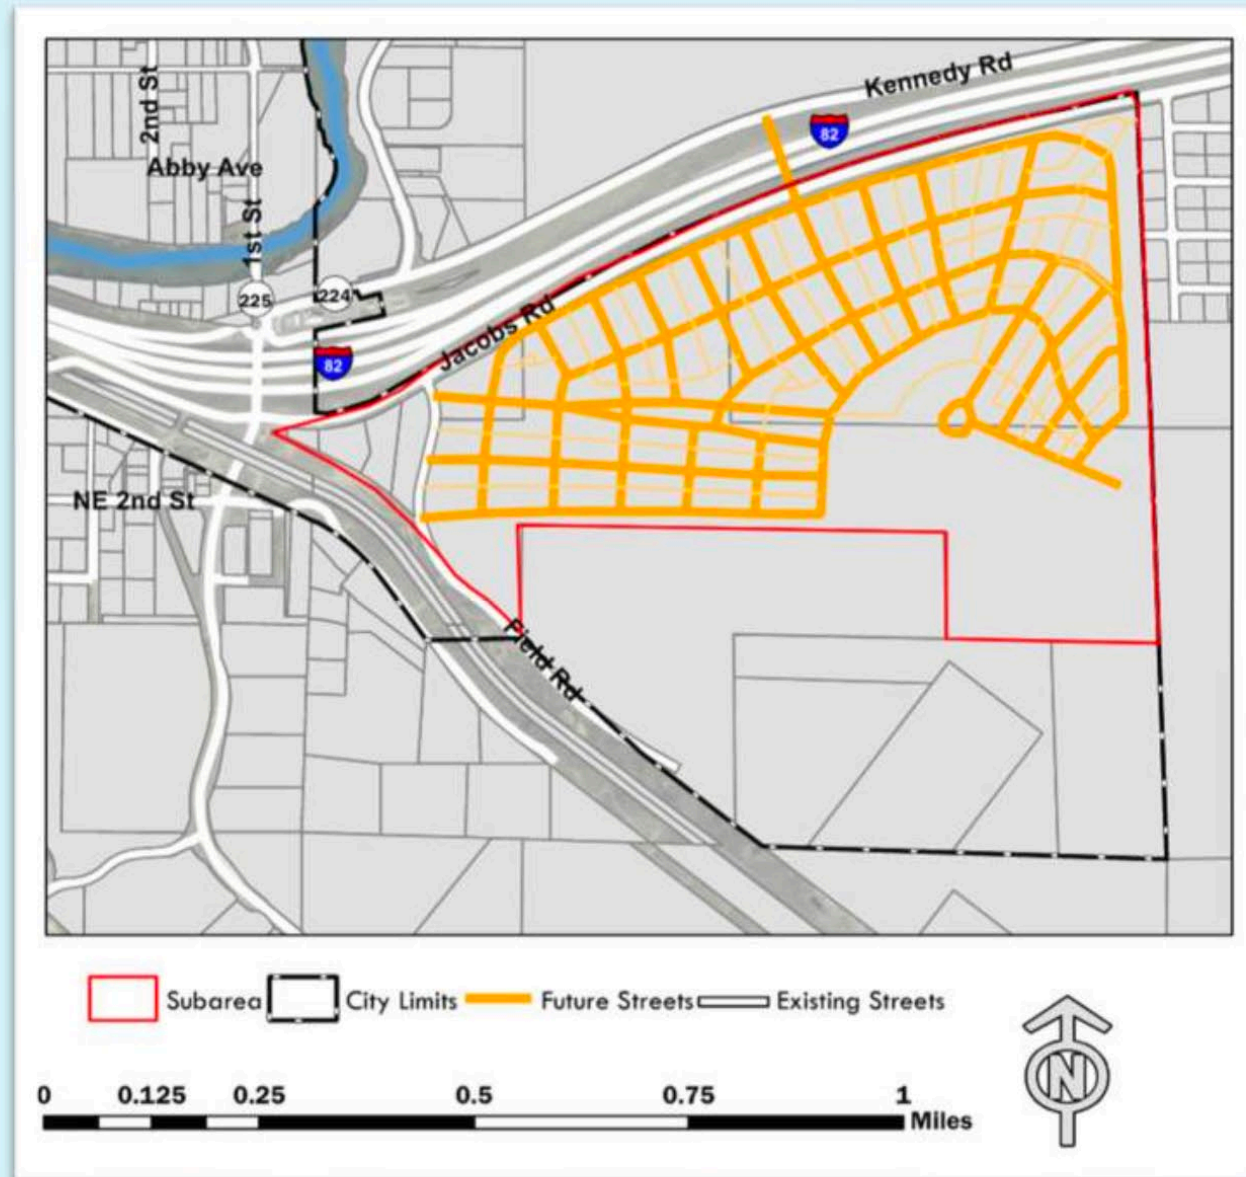 Kennedy Rd
82
2nd St
Abby Ave
1st St
225
224
82
Jacobs Rd
NE 2nd St
Field Rd
Subarea City Limits Future Streets Existing Streets
N
0 0.125 0.25 0.5 0.75 1
Miles